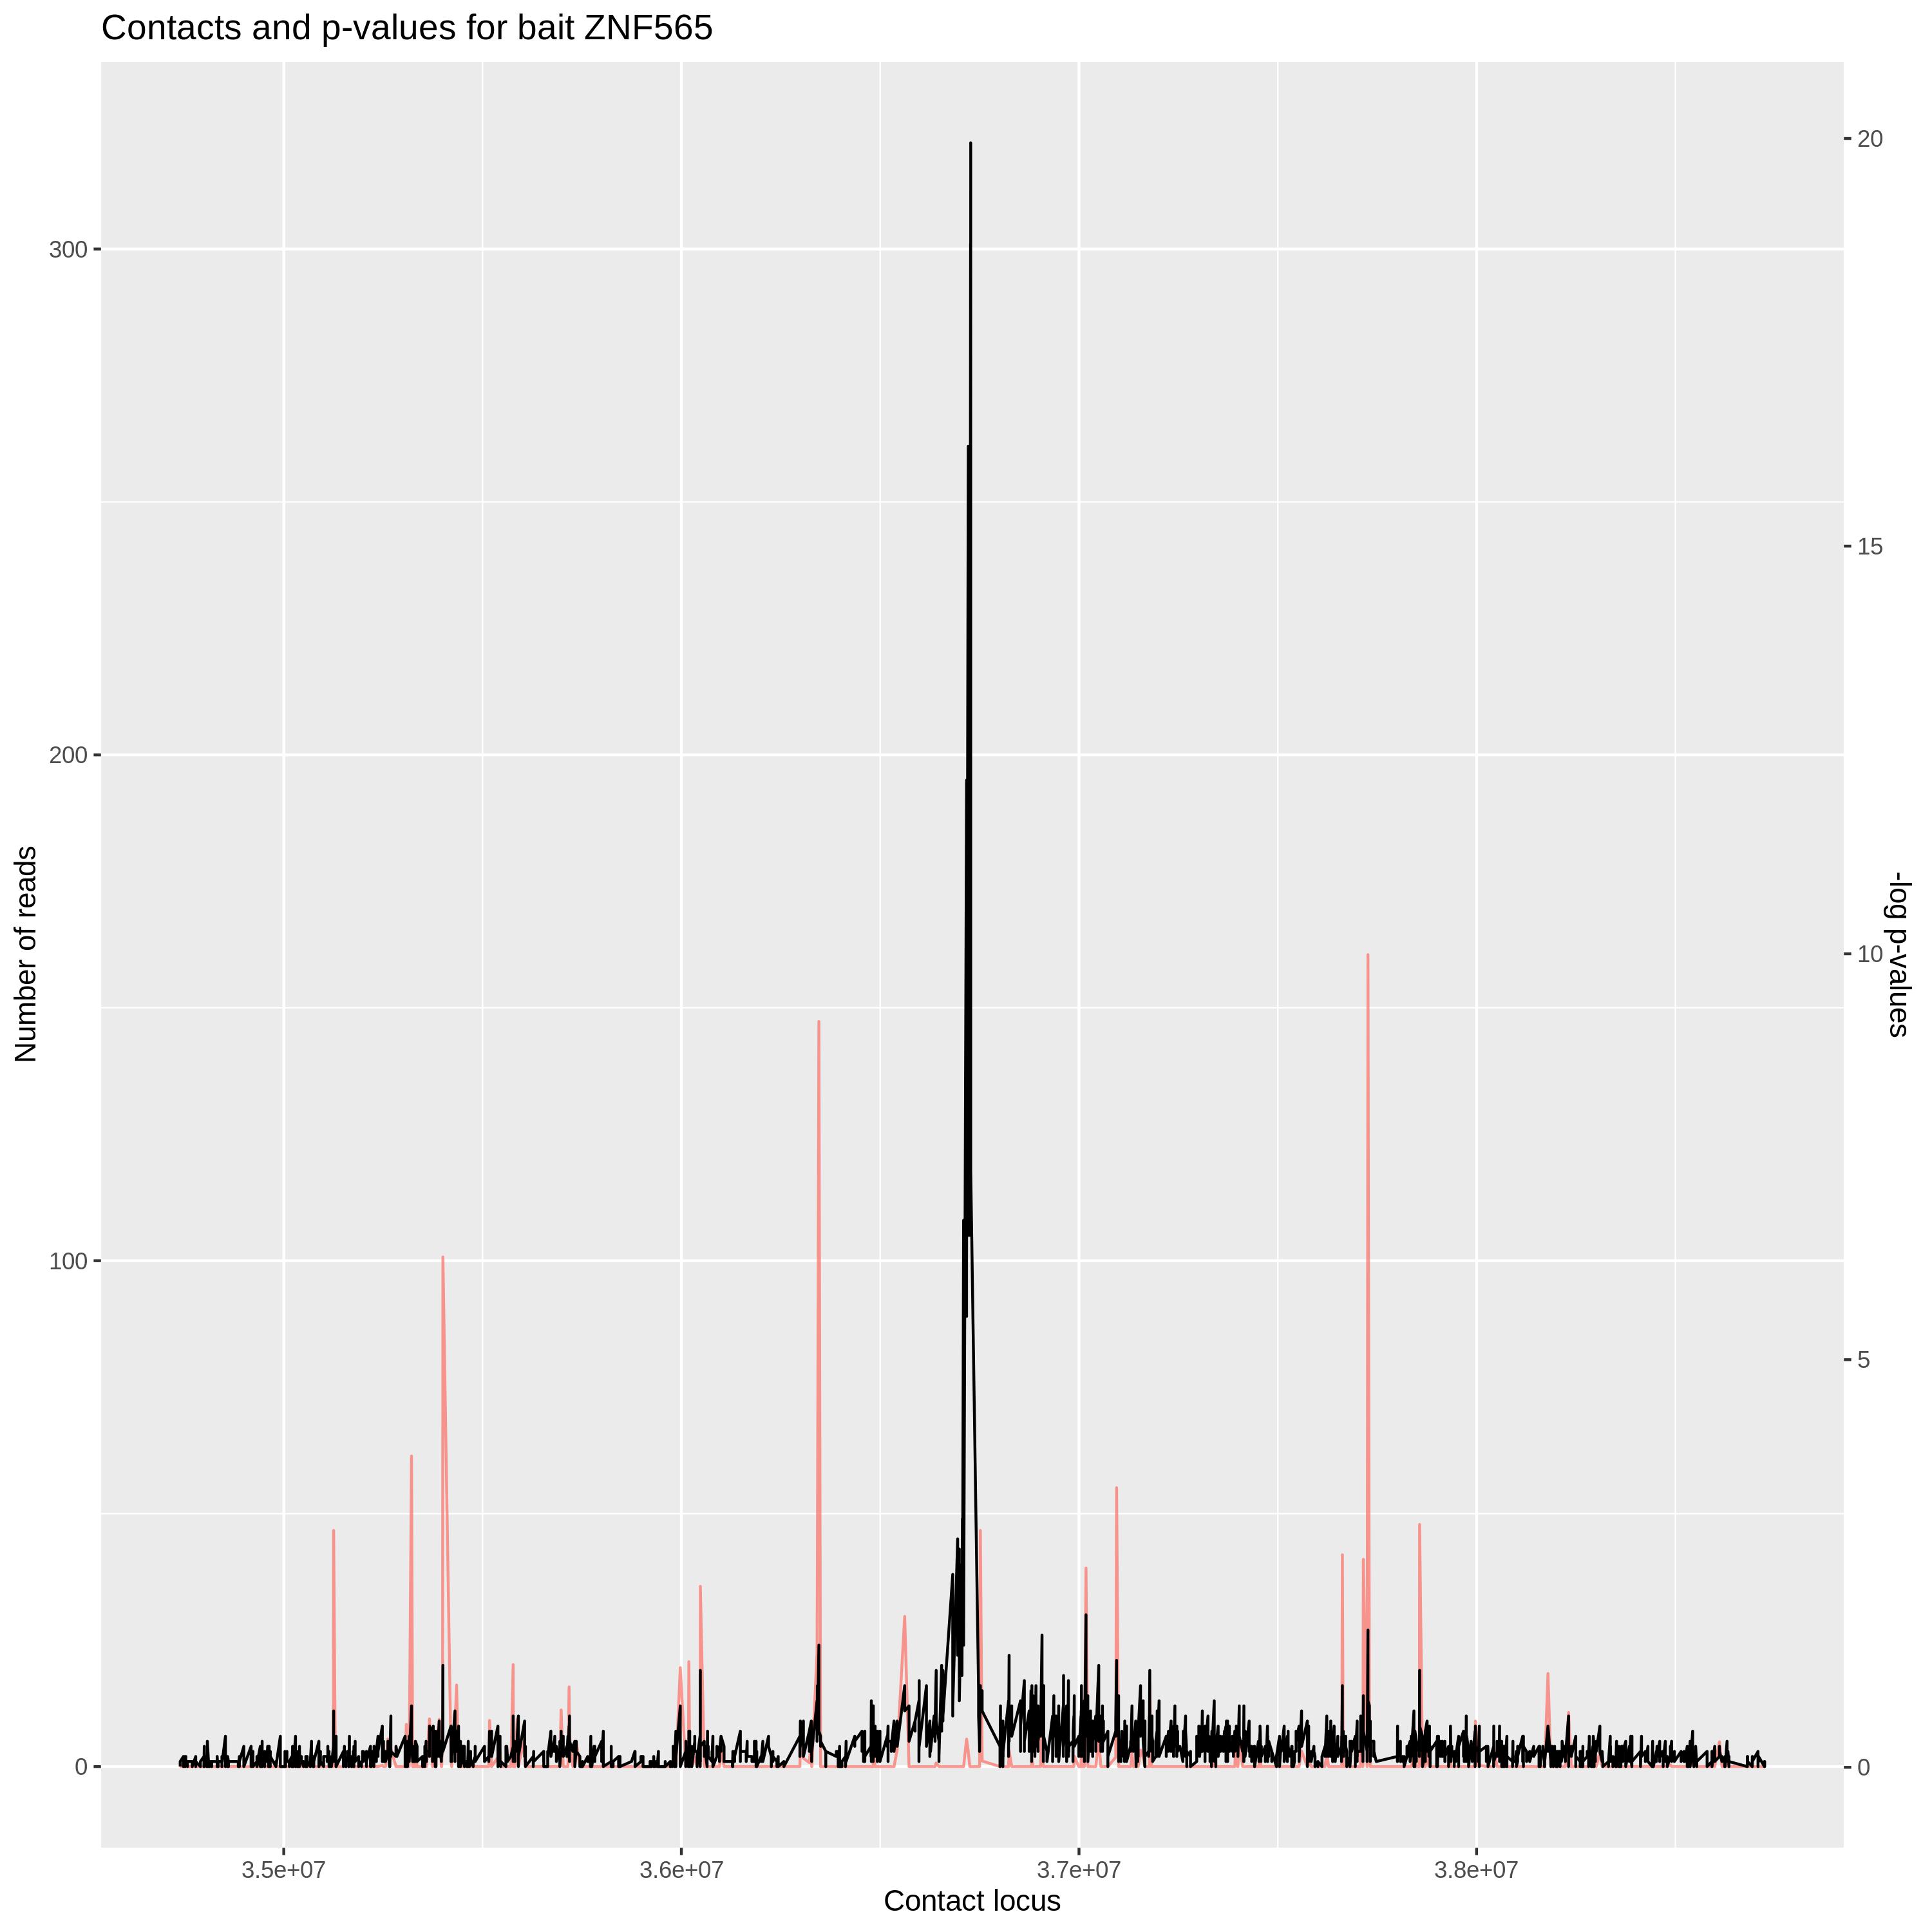 Contacts and p-values for bait ZNF565
Number of reads
300
200
100
0
20
15
10
5
0
-log p-values
3.5e+07
3.6e+07
3.7e+07
3.8e+07
Contact locus